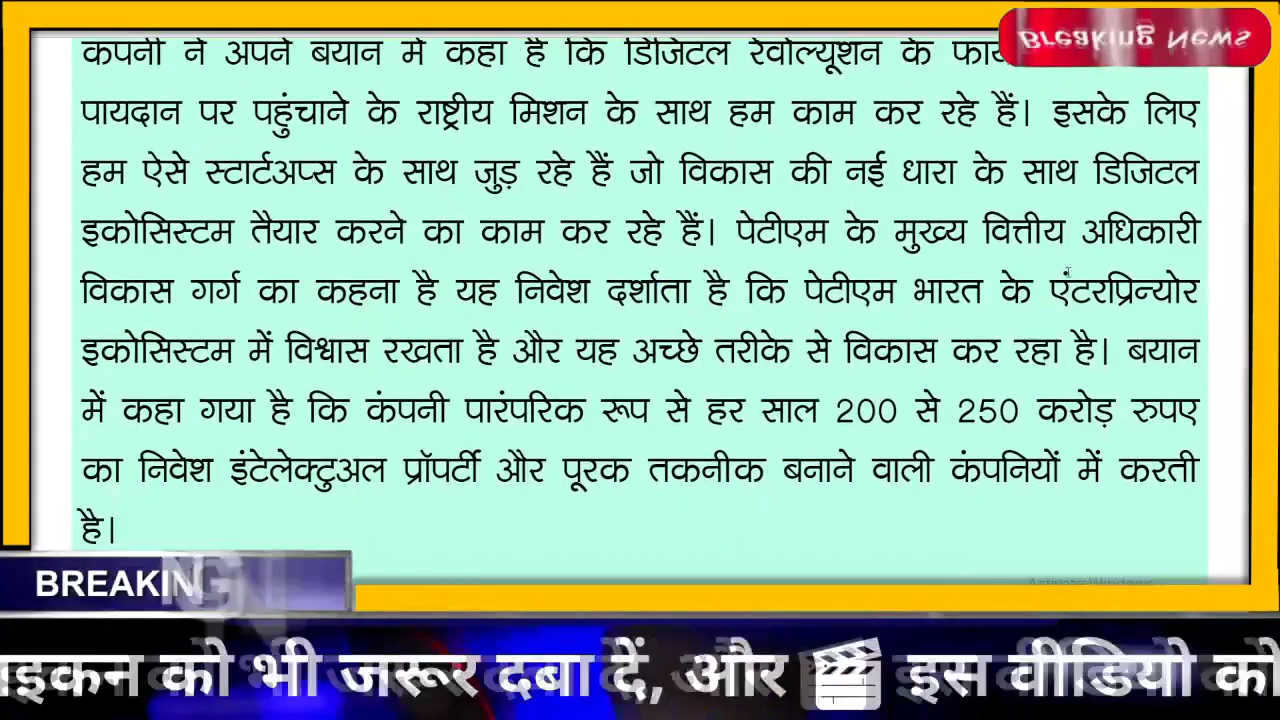 Breaking News
कंपनी ने अपने बयान में कहा है कि डिजिटल रेवोल्यूशन के
पायदान पर पहुंचाने के राष्ट्रीय मिशन के साथ हम काम कर रहे हैं। इसके लिए
हम ऐसे स्टार्टअप्स के साथ जुड़ रहे हैं जो विकास की नई धारा के साथ डिजिटल
इकोसिस्टम तैयार करने का काम कर रहे हैं। पेटीएम के मुख्य वित्तीय अधिकारी
विकास गर्ग का कहना है यह निवेश दर्शाता है कि पेटीएम भारत के एंटरप्रिन्योर
इकोसिस्टम में विश्वास रखता है और यह अच्छे तरीके से विकास कर रहा है। बयान
में कहा गया है कि कंपनी पारंपरिक रूप से हर साल 200 से 250 करोड़ रुपए
का निवेश इंटेलेक्टुअल प्रॉपर्टी और पूरक तकनीक बनाने वाली कंपनियों में करती
है।
Activate Windows
BREAKIN
को भी जरूर दबा दें, और इस वीडियो को